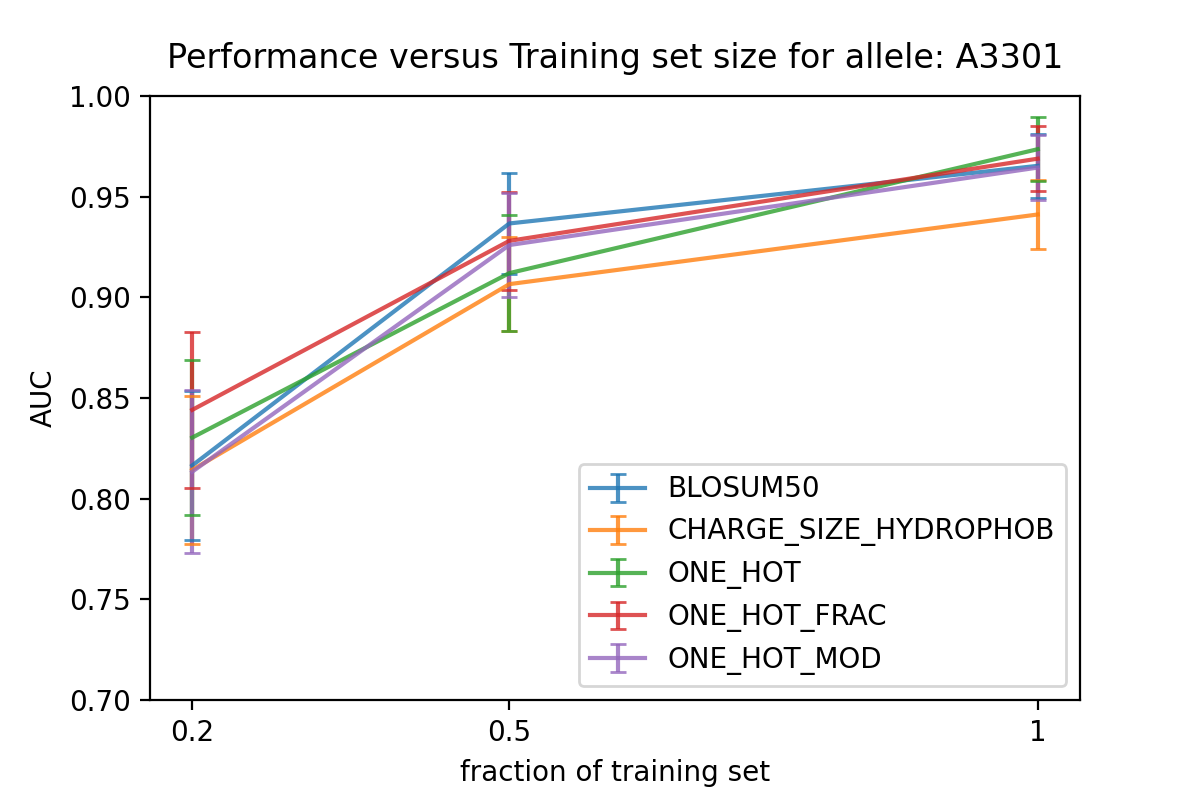 Performance versus Training set size for allele: A3301
1.00
0.95
0.90
0.85
0.80
0.75
0.70
AUC
BLOSUM50
CHARGE_SIZE_HYDROPHOB
ONE_HOT
ONE_HOT_FRAC
ONE_HOT_MOD
0.2 0.5 1
fraction of training set